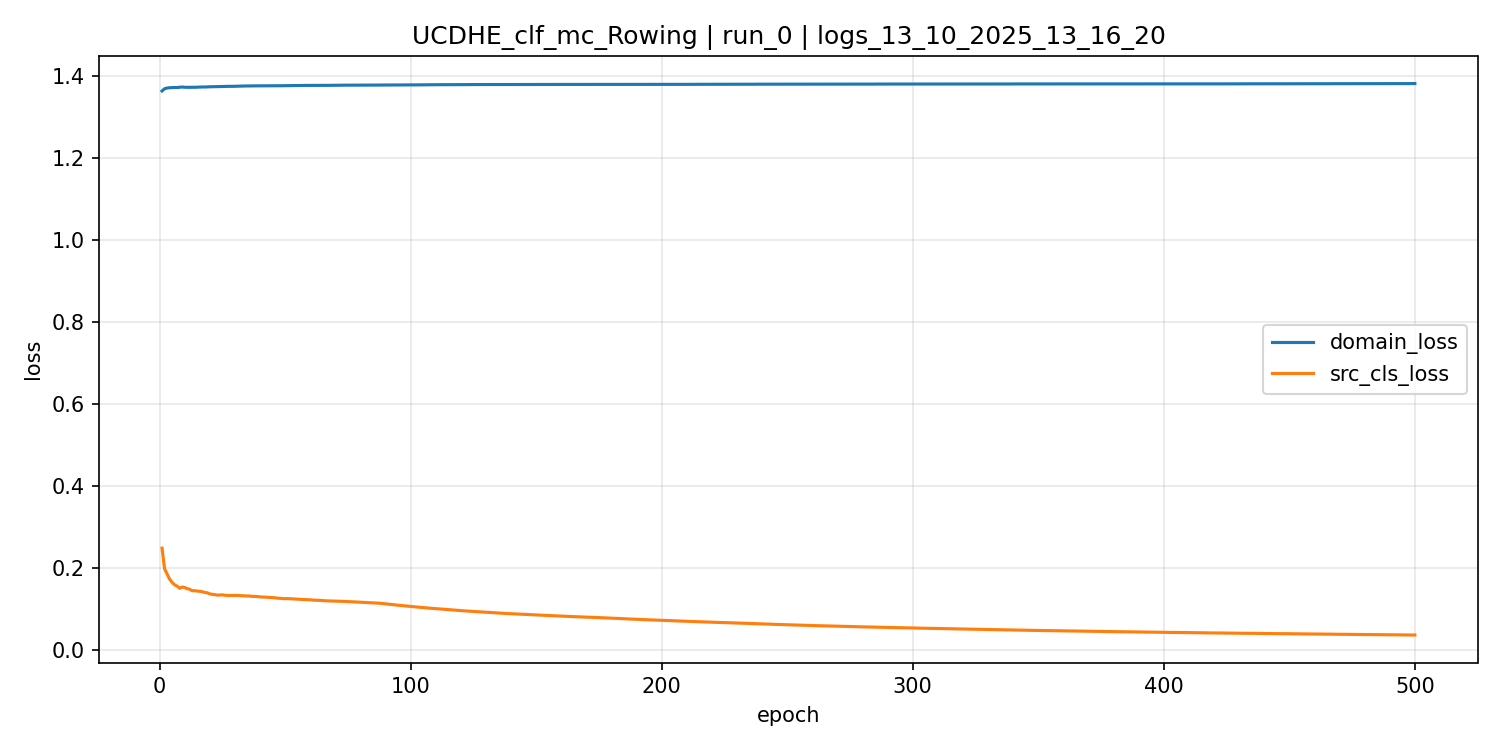 UCDHE_clf_mc_Rowing | run_0 | logs_13_10_2025_13_16_20
1.4
1.2
1.0
0.8
0.6
0.4
0.2
0.0
loss
domain_loss
src_cls_loss
0 100 200 300 400 500
epoch